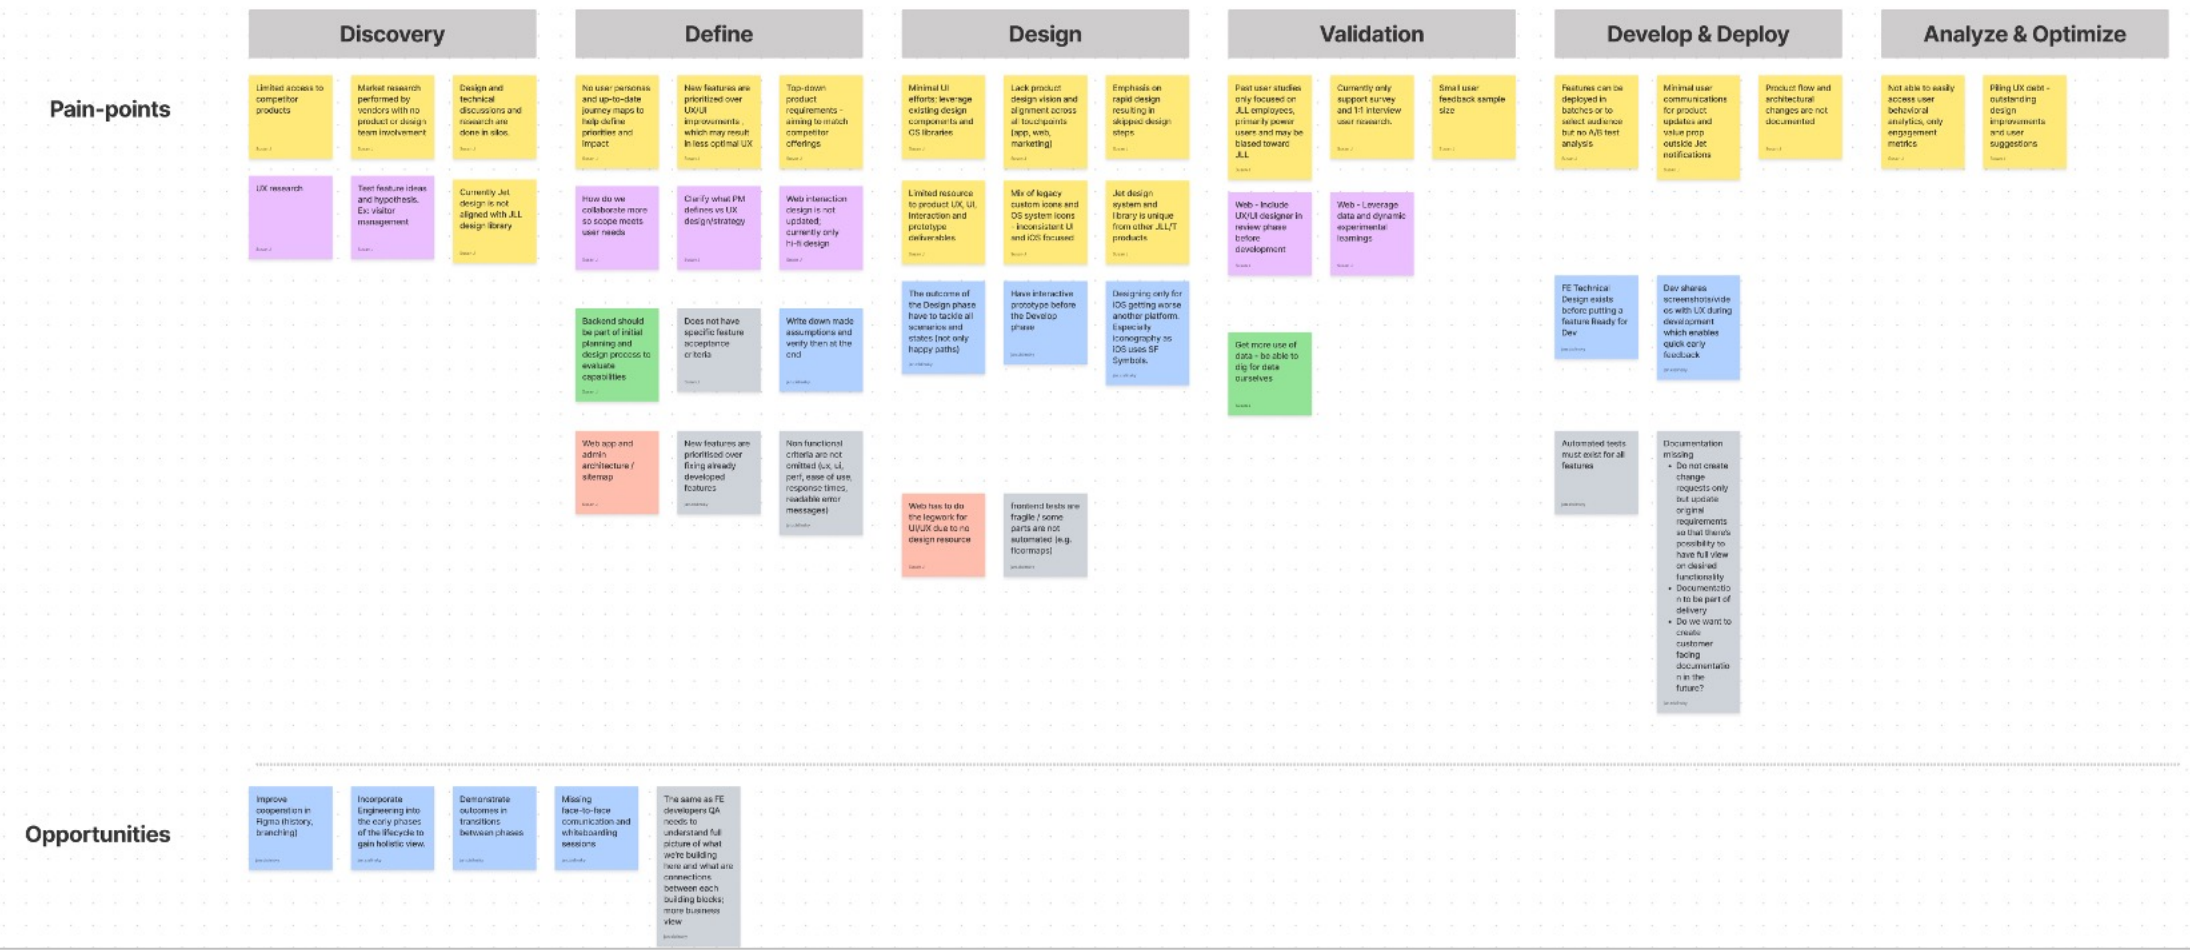 Discovery
Define
Design
Validation
Develop & Deploy
Analyze & Optimize
Pain-points
Limited access to
competitor
products
Market research
performed by
vendors with no
product or design
team involvement
Design and
technical
discussions and
research are
done in silos.
UX research
Test feature ideas
and hypothesis.
Ex: visitor
management
Currently Jet
design is not
aligned with JLL
design library
No user personas
and up-to-date
journey maps to
help define
priorities and
impact
New features are
prioritized over
UX/UI
improvements ,
which may result
in less optimal UX
Top-down
product
requirements -
aiming to match
competitor
offerings
How do we
collaborate more
so scope meets
user needs
Clarify what PM
defines vs UX
design/strategy
Web interaction
design is not
updated;
currently only
hi-fi design
Backend should
be part of initial
planning and
design process to
evaluate
capabilities
Does not have
specific feature
acceptance
criteria
Write down made
assumptions and
verify then at the
end
Web app and
admin
architecture /
sitemap
New features are
prioritised over
fixing already
developed
features
Non functional
criteria are not
omitted (ux, ui,
perf, ease of use,
response times,
readable error
messages)
Minimal UI
efforts; leverage
existing design
components and
OS libraries
Lack product
design vision and
alignment across
all touchpoints
(app, web,
marketing)
Emphasis on
rapid design
resulting in
skipped design
steps
Limited resource
to product UX, UI,
Interaction and
prototype
deliverables
Mix of legacy
custom icons and
OS system icons
- inconsistent UI
and iOS focused
Jet design
system and
library is unique
from other JLL/T
products
The outcome of
the Design phase
have to tackle all
scenarios and
states (not only
happy paths)
Have interactive
prototype before
the Develop
phase
Designing only for
iOS getting worse
another platform.
Especially
iconography as
iOS uses SF
Symbols.
Web has to do
the legwork for
UI/UX due to no
design resource
frontend tests are
fragile / some
parts are not
automated (e.g.
floormaps)
Past user studies
only focused on
JLL employees,
primarily power
users and may be
biased toward
JLL
Currently only
support survey
and 1:1 interview
user research.
Small user
feedback sample
size
Web - Include
UX/UI designer in
review phase
before
development
Web - Leverage
data and dynamic
experimental
learnings
Get more use of
data - be able to
dig for data
ourselves
Features can be
deployed in
batches or to
select audience
but no A/B test
analysis
Minimal user
communications
for product
updates and
value prop
outside Jet
notifications
Product flow and
architectural
changes are not
documented
FE Technical
Design exists
before putting a
feature Ready for
Dev
Dev shares
screenshots/vide
os with UX during
development
which enables
quick early
feedback
Automated tests
must exist for all
features
Documentation
missing
• Do not create
change
requests only
but update
original
requirements
so that there's
possibility to
have full view
on desired
functionality
• Documentatio
n to be part of
delivery
• Do we want to
create
customer
facing
documentatio
n in the
future?
Not able to easily
access user
behavioral
analytics, only
engagement
metrics
Piling UX debt -
outstanding
design
improvements
and user
suggestions
Opportunities
Improve
cooperation in
Figma (history,
branching)
Incorporate
Engineering into
the early phases
of the lifecycle to
gain holistic view.
Demonstrate
outcomes in
transitions
between phases
Missing
face-to-face
comunication and
whiteboarding
sessions
The same as FE
developers QA
needs to
understand full
picture of what
we're building
here and what are
connections
between each
building blocks;
more business
view